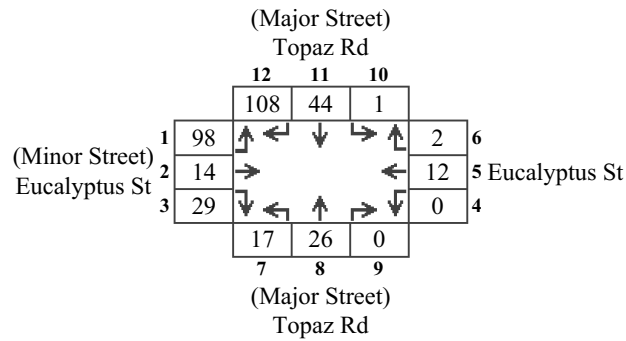 (Major Street)
Topaz Rd
12 11 10
108 44 1
1 98 2 6
(Minor Street)
Eucalyptus St
2 14 12 5 Eucalyptus St
3 29 0 4
17 26 0
7 8 9
(Major Street)
Topaz Rd